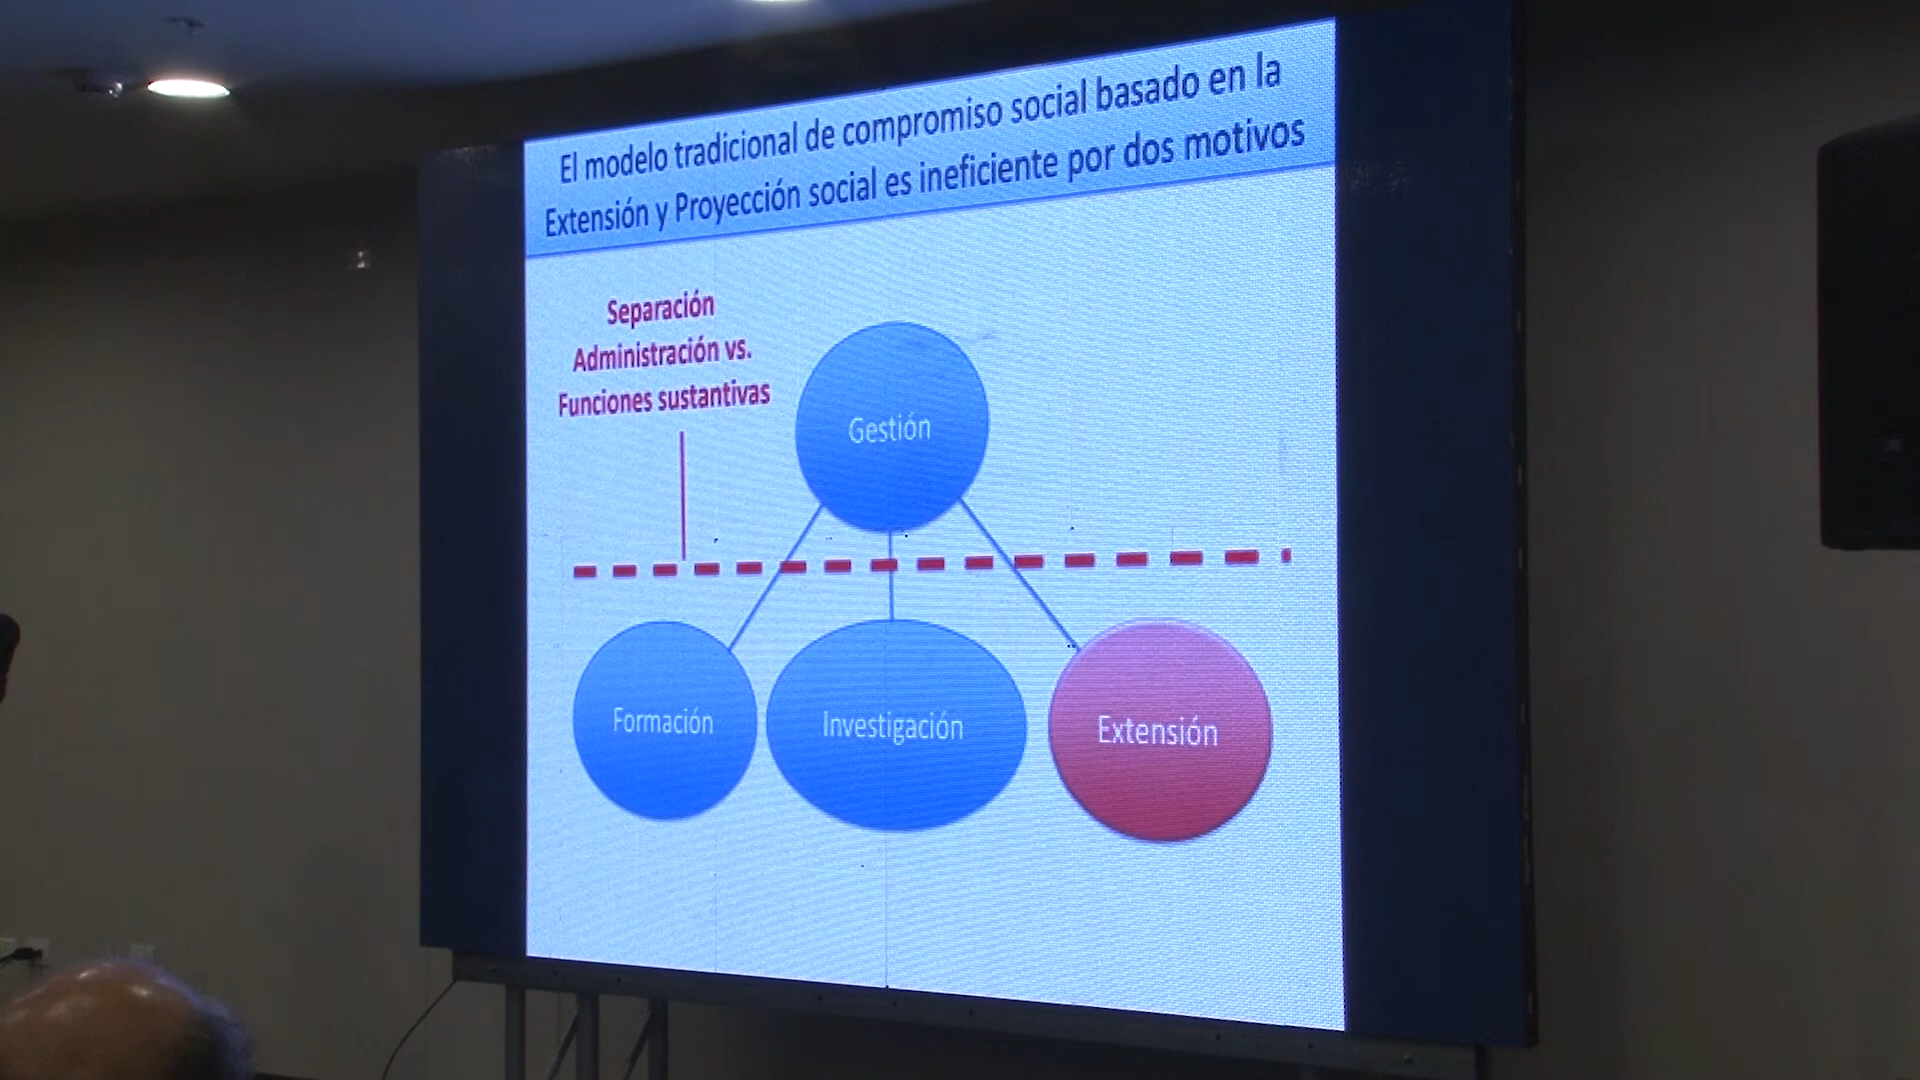 El modelo tradicional de compromiso social basado en la
Extensión y Proyección social es ineficiente por dos motivos
Separación
Administración vs.
Funciones sustantivas
Gestión
Formación
Investigación
Extensión